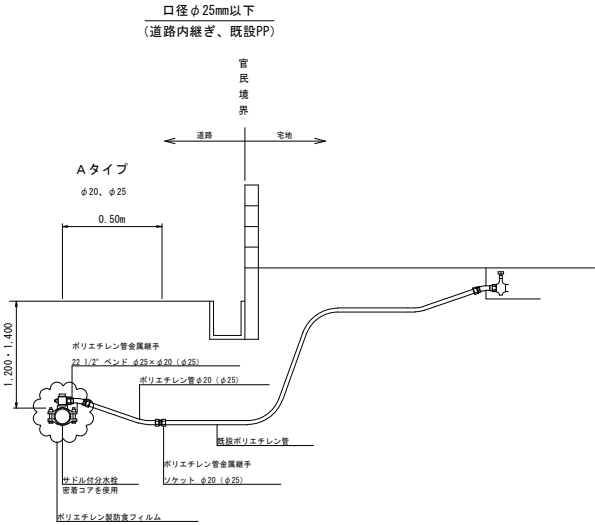 口径φ25mm以下
(道路内継ぎ、既設PP)
官民境界
道路
宅地
Aタイプ
φ20、φ25
0.50m
1,200・1,400
ポリエチレン管金属継手
22 1/2° ベンド φ25×φ20 (φ25)
ポリエチレン管φ20 (φ25)
既設ポリエチレン管
ポリエチレン管金属継手
ソケット φ20 (φ25)
サドル付分水栓
密着コアを使用
ポリエチレン製防食フィルム